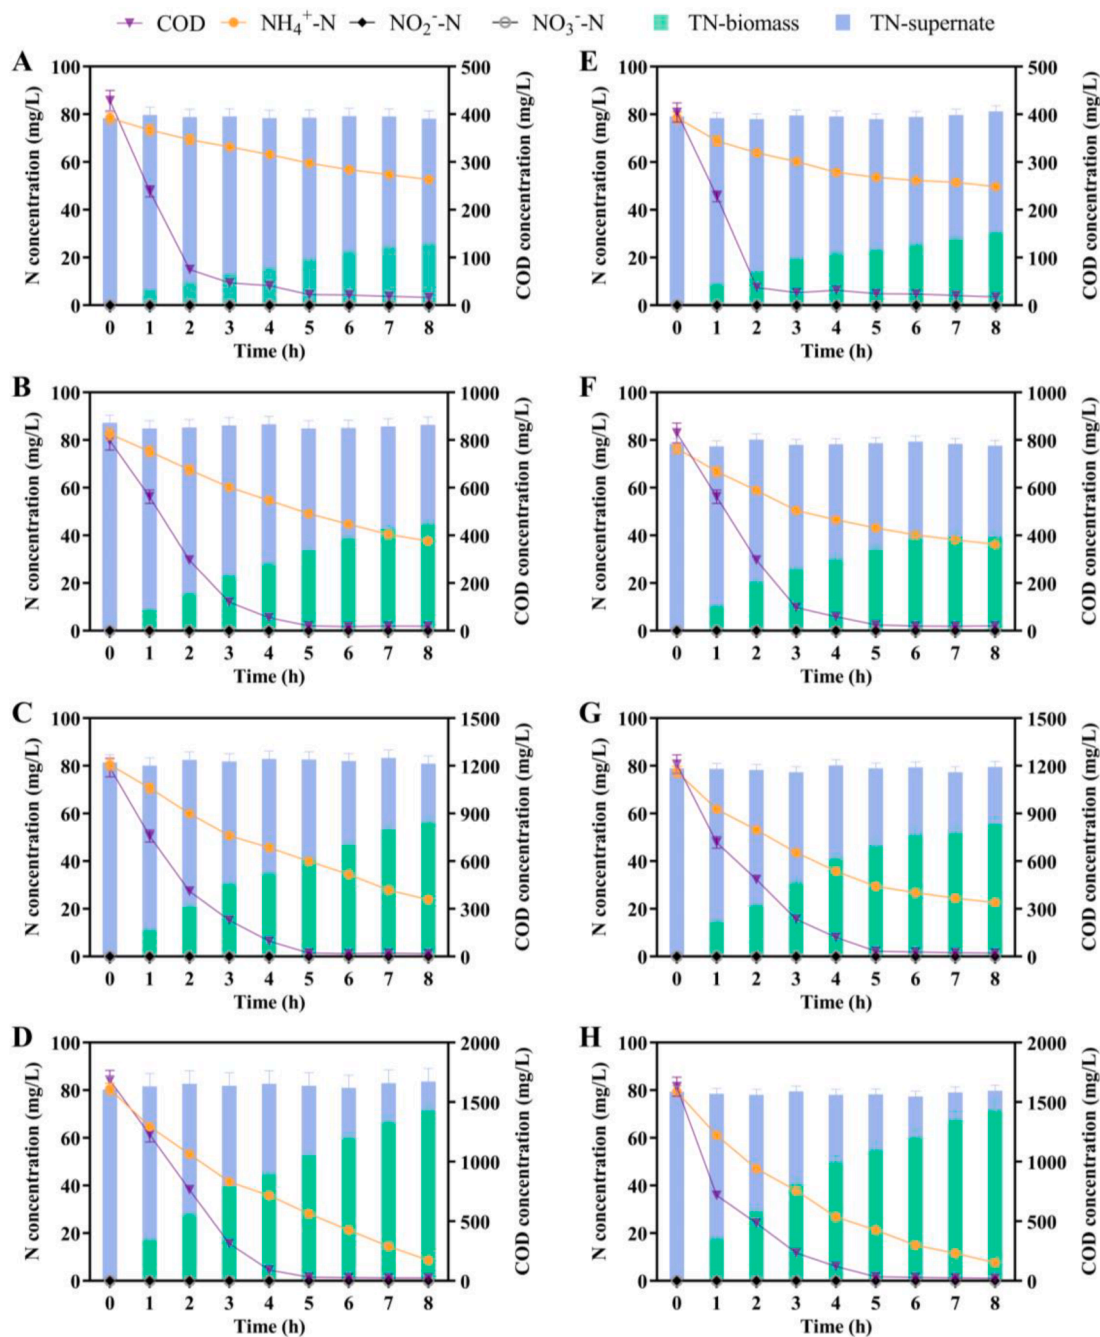 COD NH₄⁺-N NO₂⁻-N NO₃⁻-N TN-biomass TN-supernate
A
N concentration (mg/L)
100
80
60
40
20
0
500
400
300
200
100
0
COD concentration (mg/L)
0 1 2 3 4 5 6 7 8
Time (h)
E
N concentration (mg/L)
100
80
60
40
20
0
500
400
300
200
100
0
COD concentration (mg/L)
0 1 2 3 4 5 6 7 8
Time (h)
B
N concentration (mg/L)
100
80
60
40
20
0
1000
800
600
400
200
0
COD concentration (mg/L)
0 1 2 3 4 5 6 7 8
Time (h)
F
N concentration (mg/L)
100
80
60
40
20
0
1000
800
600
400
200
0
COD concentration (mg/L)
0 1 2 3 4 5 6 7 8
Time (h)
C
N concentration (mg/L)
100
80
60
40
20
0
1500
1200
900
600
300
0
COD concentration (mg/L)
0 1 2 3 4 5 6 7 8
Time (h)
G
N concentration (mg/L)
100
80
60
40
20
0
1500
1200
900
600
300
0
COD concentration (mg/L)
0 1 2 3 4 5 6 7 8
Time (h)
D
N concentration (mg/L)
100
80
60
40
20
0
2000
1500
1000
500
0
COD concentration (mg/L)
0 1 2 3 4 5 6 7 8
Time (h)
H
N concentration (mg/L)
100
80
60
40
20
0
2000
1500
1000
500
0
COD concentration (mg/L)
0 1 2 3 4 5 6 7 8
Time (h)